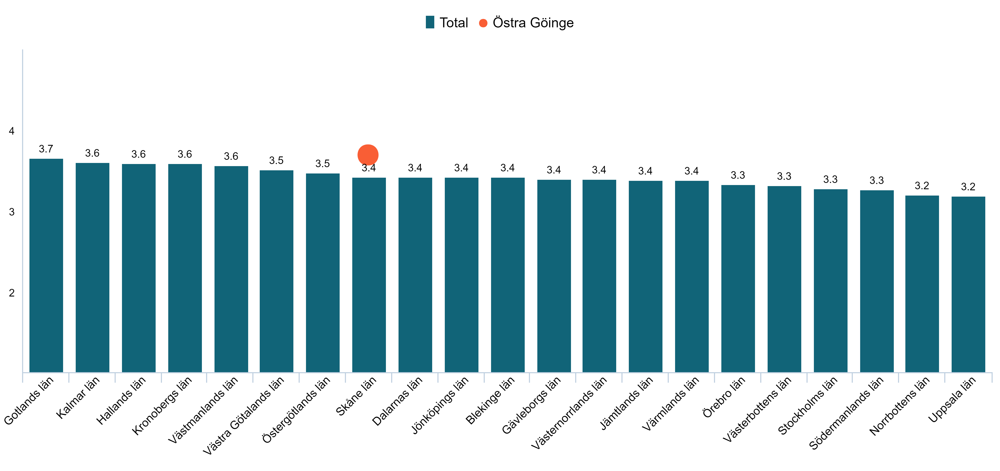 Total Östra Göinge
4
3
2
3.7 3.6 3.6 3.6 3.6 3.5 3.5 3.4 3.4 3.4 3.4 3.4 3.4 3.4 3.4 3.3 3.3 3.3 3.3 3.2 3.2
Gotlands län
Kalmar län
Hallands län
Kronobergs län
Västmanlands län
Västra Götalands län
Östergötlands län
Skåne län
Dalarnas län
Jönköpings län
Blekinge län
Gävleborgs län
Västernorrlands län
Jämtlands län
Värmlands län
Örebro län
Västerbottens län
Stockholms län
Södermanlands län
Norrbottens län
Uppsala län